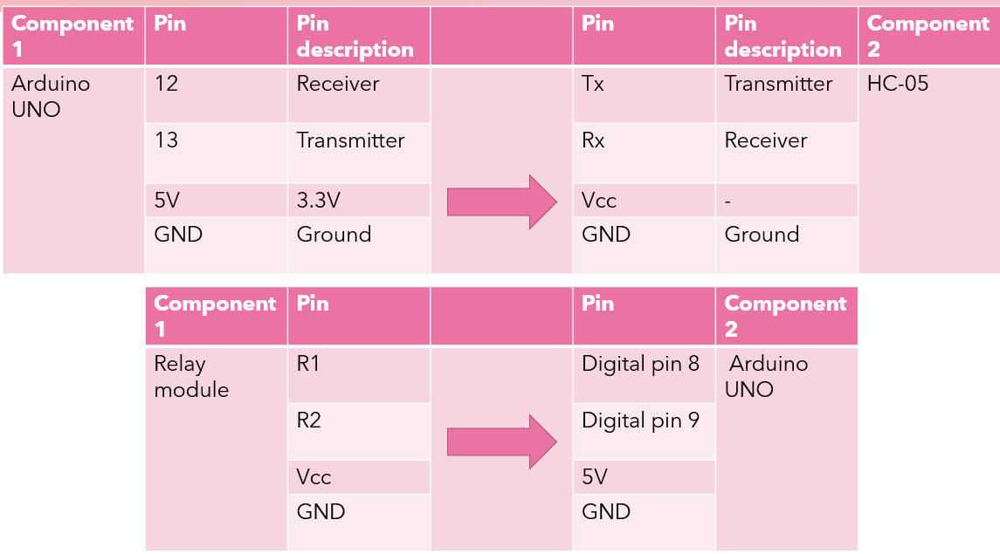 Component 1 Pin Pin description Pin Pin description Component 2
Arduino UNO 12 Receiver Tx Transmitter HC-05
13 Transmitter Rx Receiver
5V 3.3V Vcc -
GND Ground GND Ground
Component 1 Pin Pin Component 2
Relay module R1 Digital pin 8 Arduino UNO
R2 Digital pin 9
Vcc 5V
GND GND